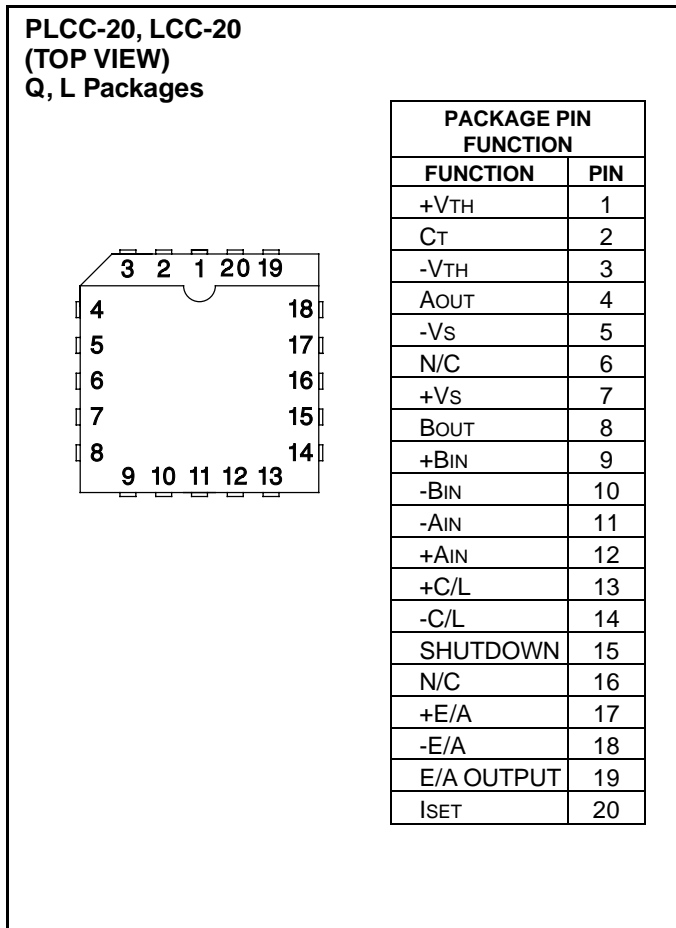 PLCC-20, LCC-20
(TOP VIEW)
Q, L Packages
3 2 1 20 19
4 18
5 17
6 16
7 15
8 14
9 10 11 12 13
PACKAGE PIN
FUNCTION
FUNCTION PIN
+VTH 1
CT 2
-VTH 3
AOUT 4
-VS 5
N/C 6
+VS 7
BOUT 8
+BIN 9
-BIN 10
-AIN 11
+AIN 12
+C/L 13
-C/L 14
SHUTDOWN 15
N/C 16
+E/A 17
-E/A 18
E/A OUTPUT 19
ISET 20